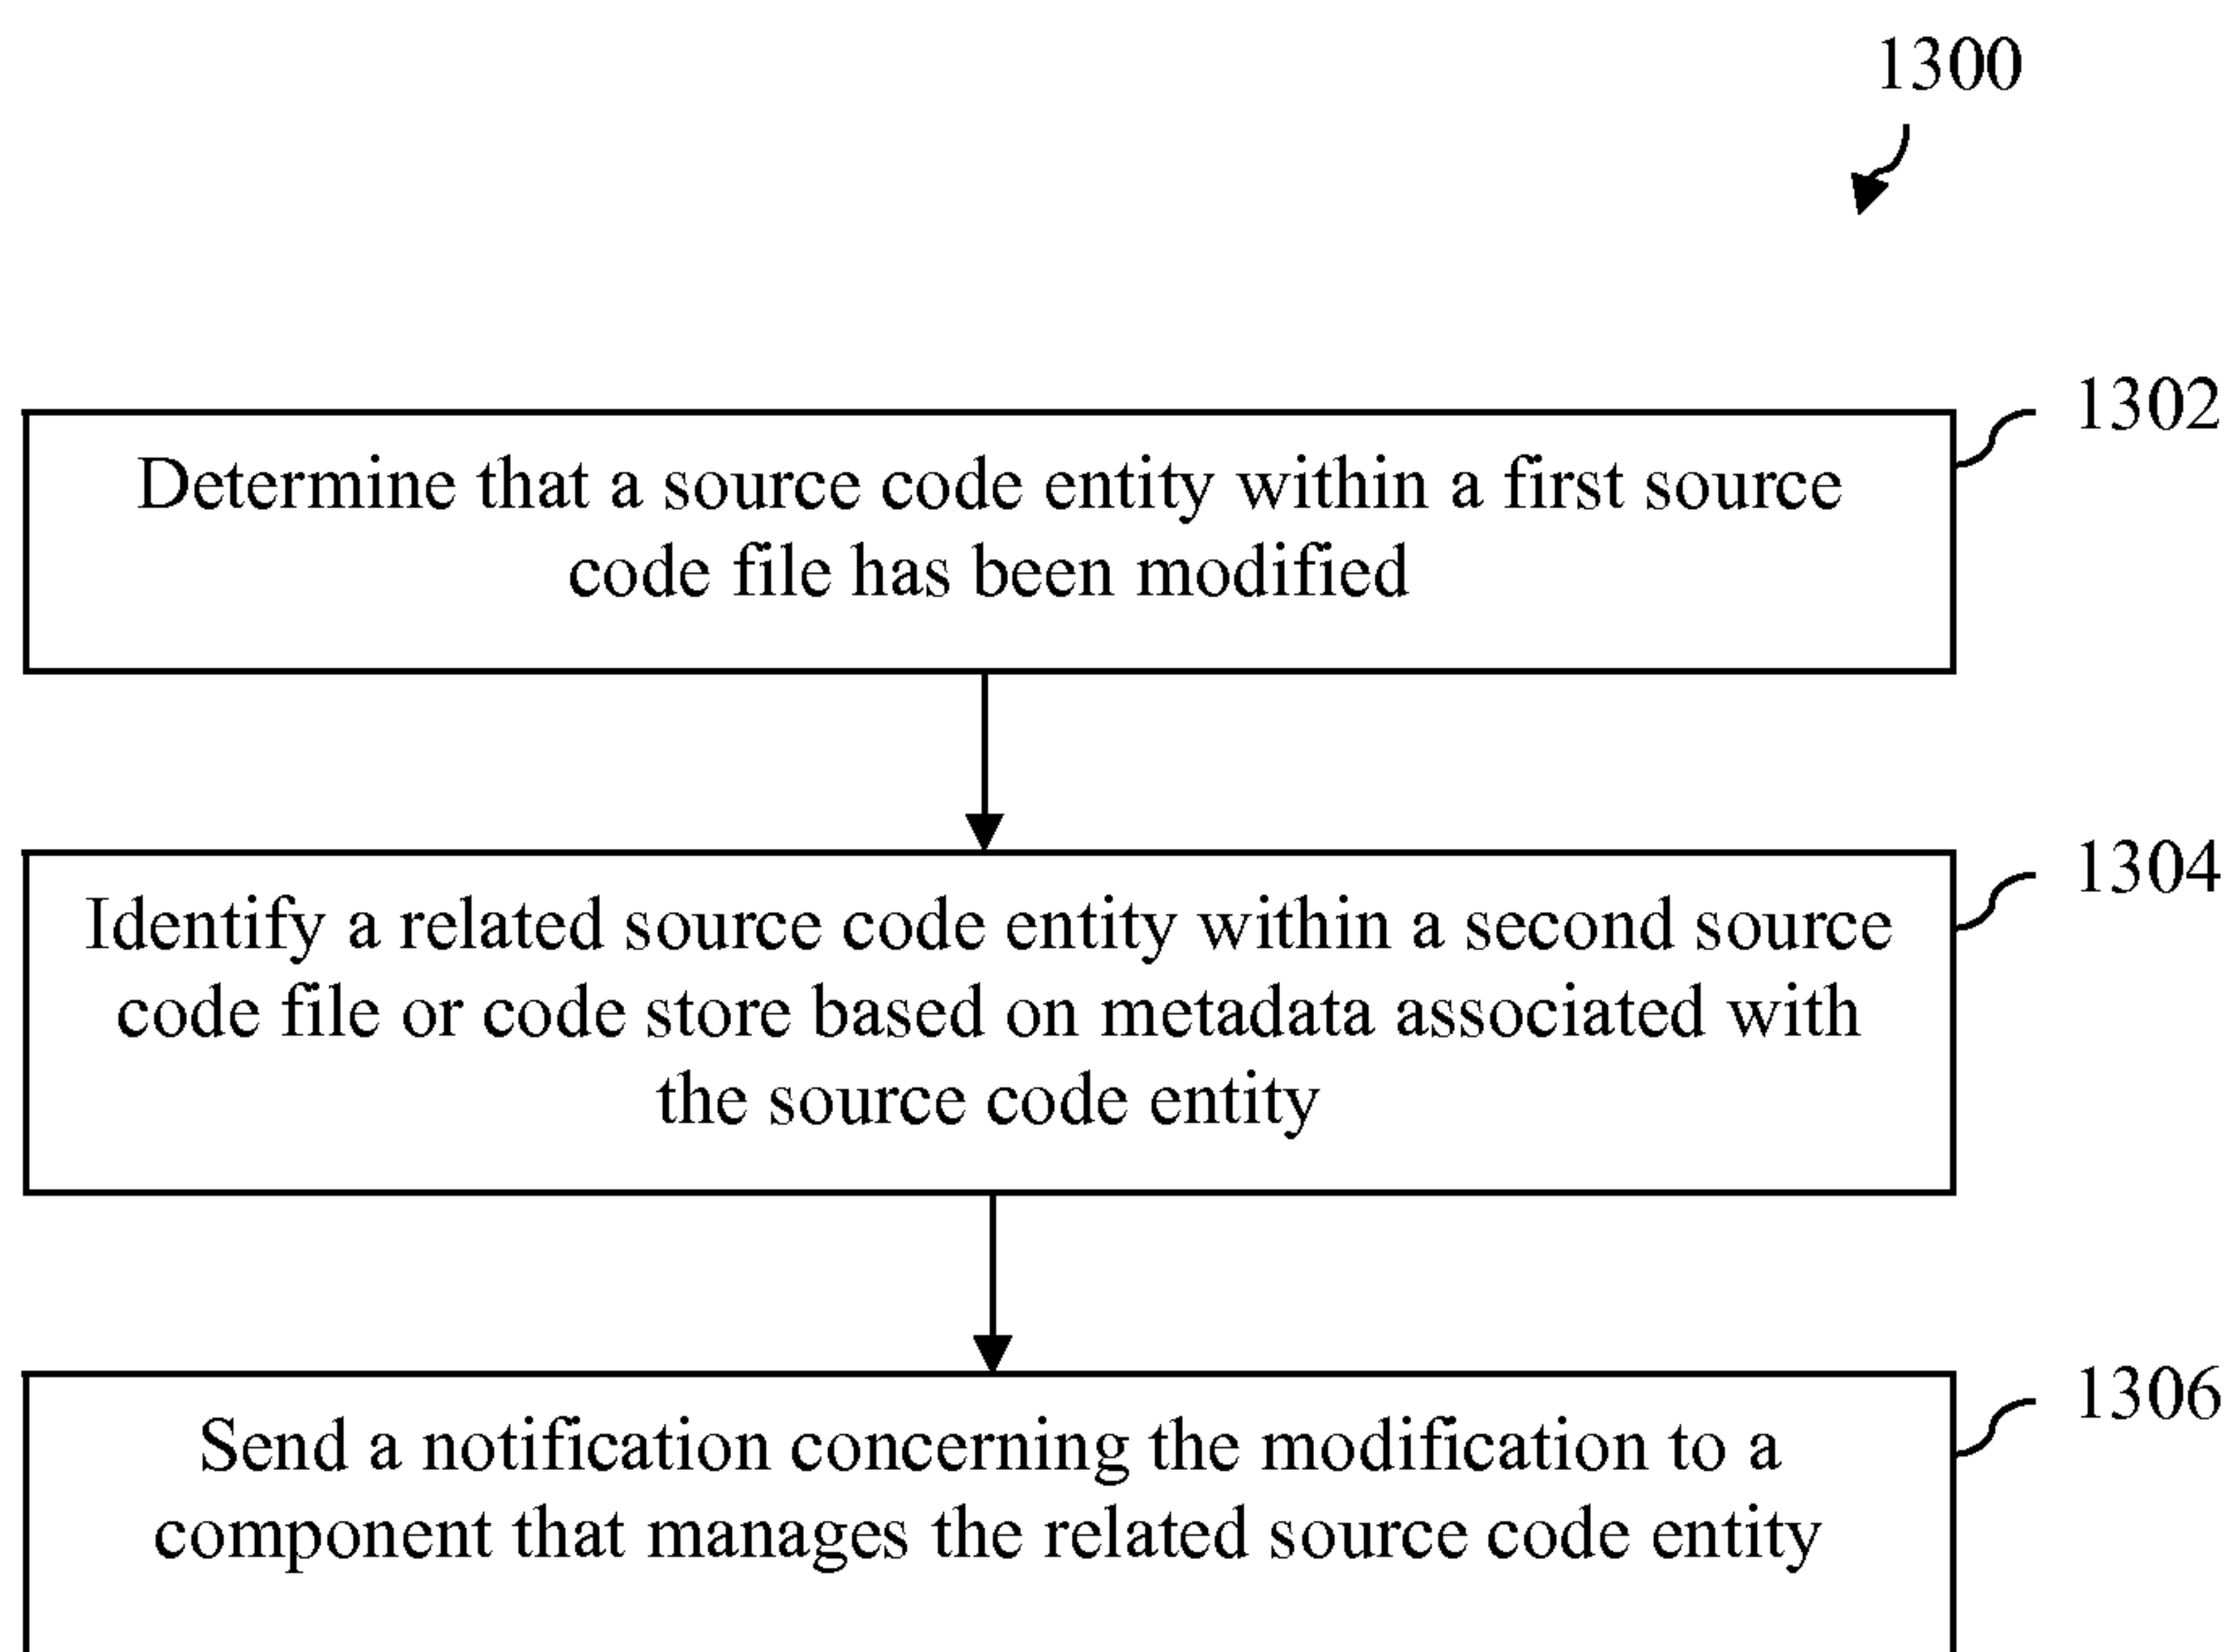 1300
1302
Determine that a source code entity within a first source
code file has been modified
1304
Identify a related source code entity within a second source
code file or code store based on metadata associated with
the source code entity
1306
Send a notification concerning the modification to a
component that manages the related source code entity